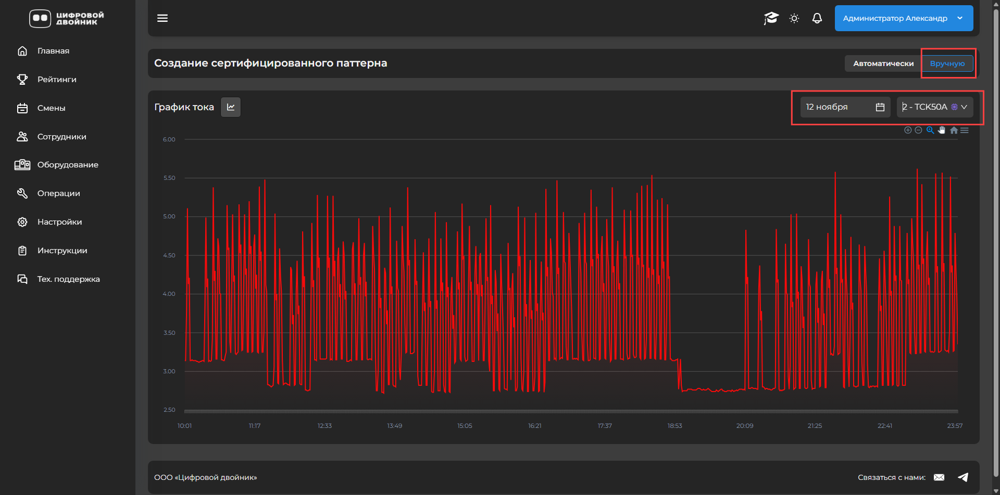 ЦИФРОВОЙ
ДВОЙНИК
Главная
Рейтинги
Смены
Сотрудники
Оборудование
Операции
Настройки
Инструкции
Тех. поддержка
Администратор Александр
Создание сертифицированного паттерна
Автоматически
Вручную
График тока
12 ноября
2 - TCK50A
6.00
5.50
5.00
4.50
4.00
3.50
3.00
2.50
10:01 11:17 12:33 13:49 15:05 16:21 17:37 18:53 20:09 21:25 22:41 23:57
ООО «Цифровой двойник»
Связаться с нами: